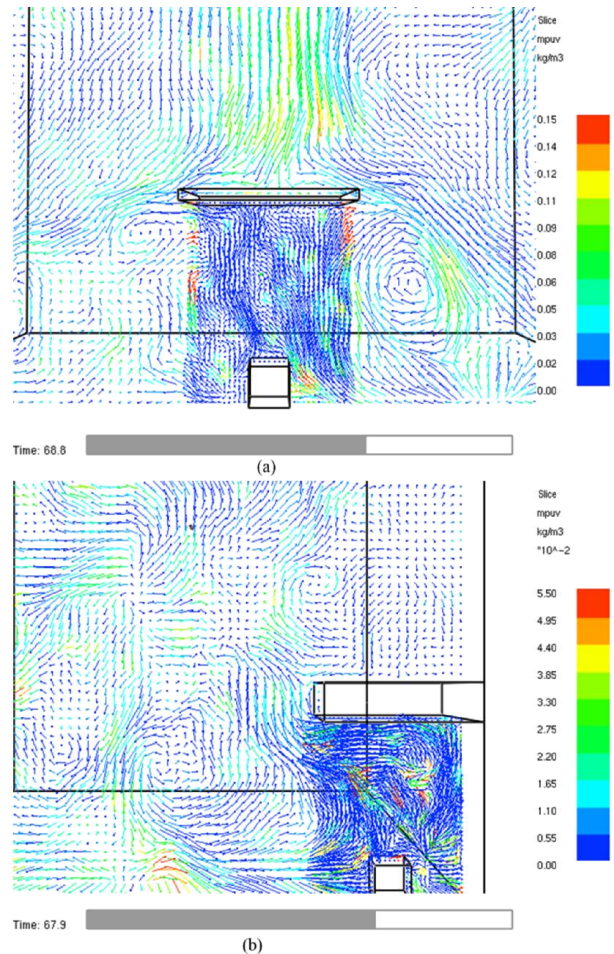 Slice
mpuv
kg/m3
0.15
0.14
0.12
0.11
0.09
0.08
0.06
0.05
0.03
0.02
0.00
Time: 68.8
(a)
Slice
mpuv
kg/m3
*10^-2
5.50
4.95
4.40
3.85
3.30
2.75
2.20
1.65
1.10
0.55
0.00
Time: 67.9
(b)